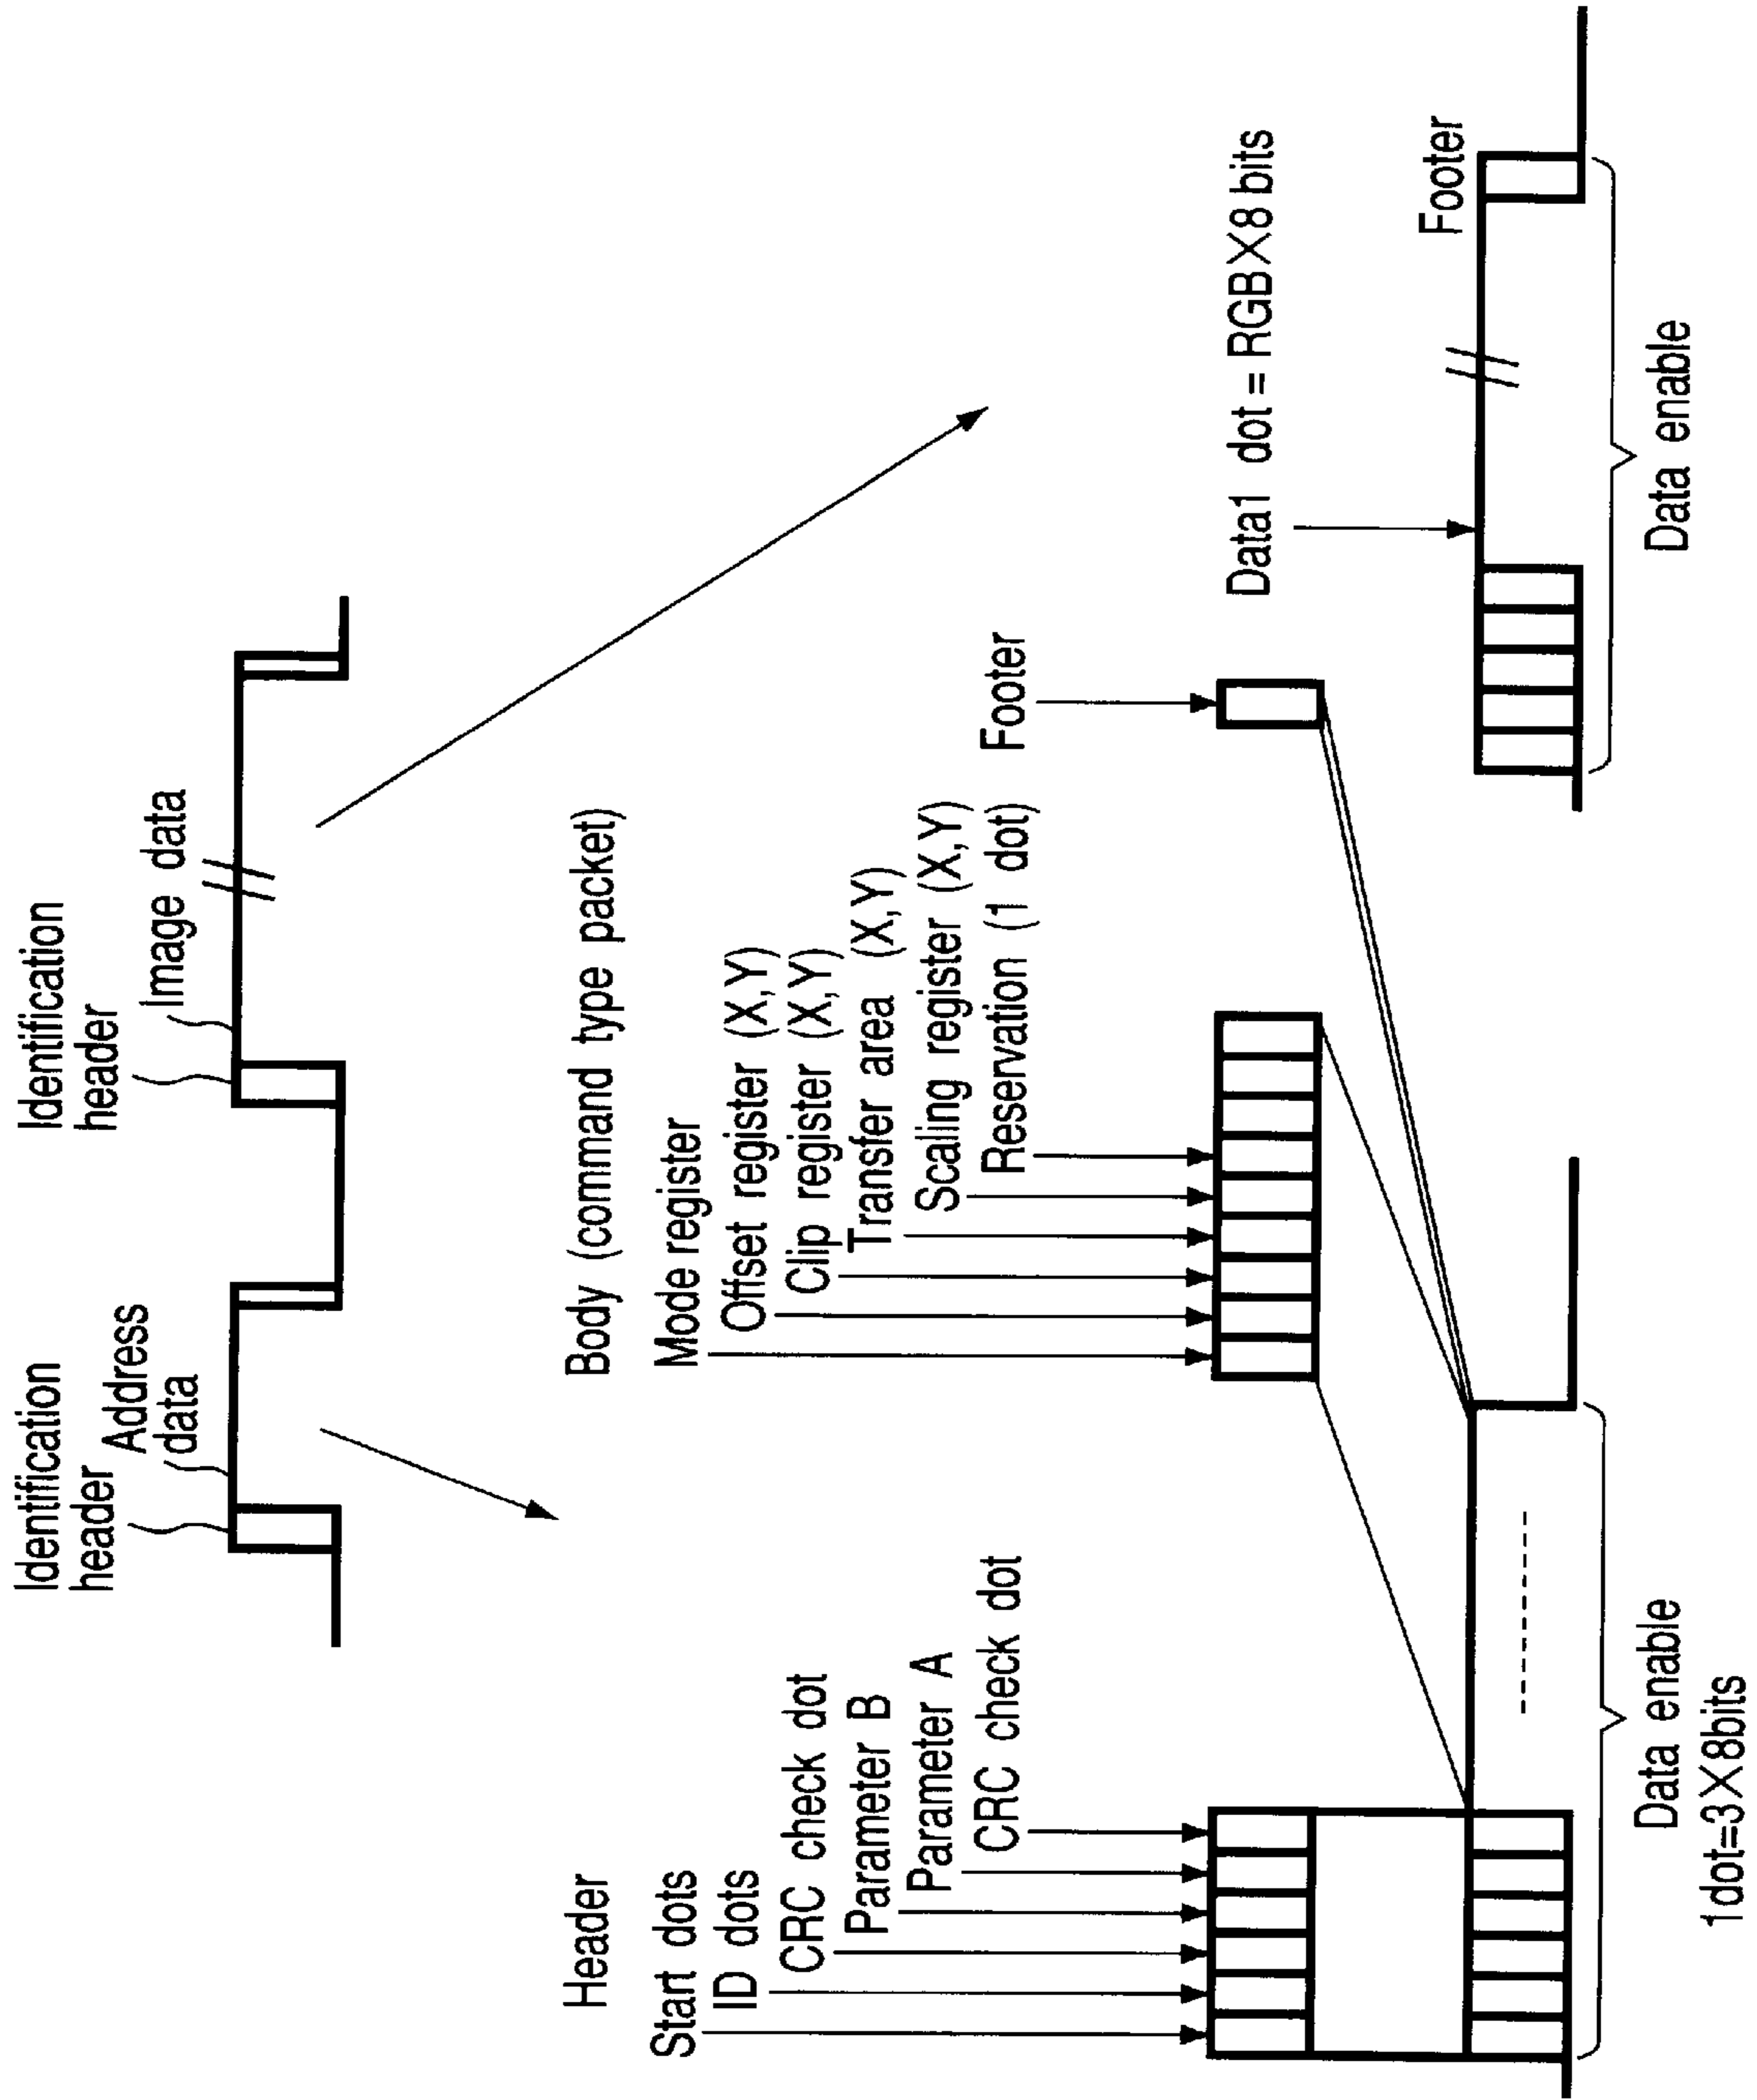 Identification
header
Address
data
Identification
header
Image data
Header
Start dots
ID dots
CRC check dot
Parameter B
Parameter A
CRC check dot
Body (command type packet)
Mode register
Offset register (X,Y)
Clip register (X,Y)
Transfer area (X,Y)
Scaling register (X,Y)
Reservation (1 dot)
Footer
Data enable
1dot=3×8bits
Data1 dot=RGB×8 bits
Footer
Data enable